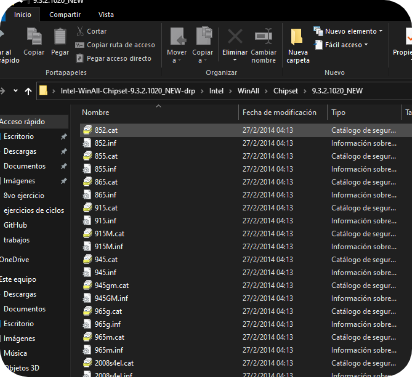 9.3.2.1020_NEW
Inicio Compartir Vista
Copiar Pegar
Cortar
Copiar ruta de acceso
Pegar acceso directo
Mover a Copiar a Eliminar Cambiar nombre
Nueva carpeta
Nuevo elemento
Fácil acceso
Portapapeles Organizar Nuevo
Intel-WinAll-Chipset-9.3.2.1020_NEW-drp > Intel > WinAll > Chipset > 9.3.2.1020_NEW
Nombre Fecha de modificación Tipo Ta
Acceso rápido
Escritorio
Descargas
Documentos
Imágenes
8vo ejercicio
ejercicios de ciclos
GitHub
trabajos
OneDrive
Este equipo
Descargas
Documentos
Escritorio
Imágenes
Música
Objetos 3D
852.cat 27/2/2014 04:13 Catálogo de segur...
852.inf 27/2/2014 04:13 Información sobre...
855.cat 27/2/2014 04:13 Catálogo de segur...
855.inf 27/2/2014 04:13 Información sobre...
865.cat 27/2/2014 04:13 Catálogo de segur...
865.inf 27/2/2014 04:13 Información sobre...
915.cat 27/2/2014 04:13 Catálogo de segur...
915.inf 27/2/2014 04:13 Información sobre...
915M.cat 27/2/2014 04:13 Catálogo de segur...
915M.inf 27/2/2014 04:13 Información sobre...
945.cat 27/2/2014 04:13 Catálogo de segur...
945.inf 27/2/2014 04:13 Información sobre...
945gm.cat 27/2/2014 04:13 Catálogo de segur...
945GM.inf 27/2/2014 04:13 Información sobre...
965g.cat 27/2/2014 04:13 Catálogo de segur...
965g.inf 27/2/2014 04:13 Información sobre...
965m.cat 27/2/2014 04:13 Catálogo de segur...
965m.inf 27/2/2014 04:13 Información sobre...
2008s4el.cat 27/2/2014 04:13 Catálogo de segur...
2008s4el.inf 27/2/2014 04:13 Información sobre...